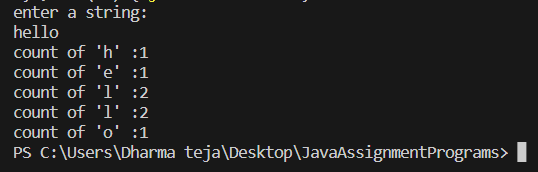 enter a string:
hello
count of 'h' :1
count of 'e' :1
count of 'l' :2
count of 'l' :2
count of 'o' :1
PS C:\Users\Dharma teja\Desktop\JavaAssignmentPrograms>